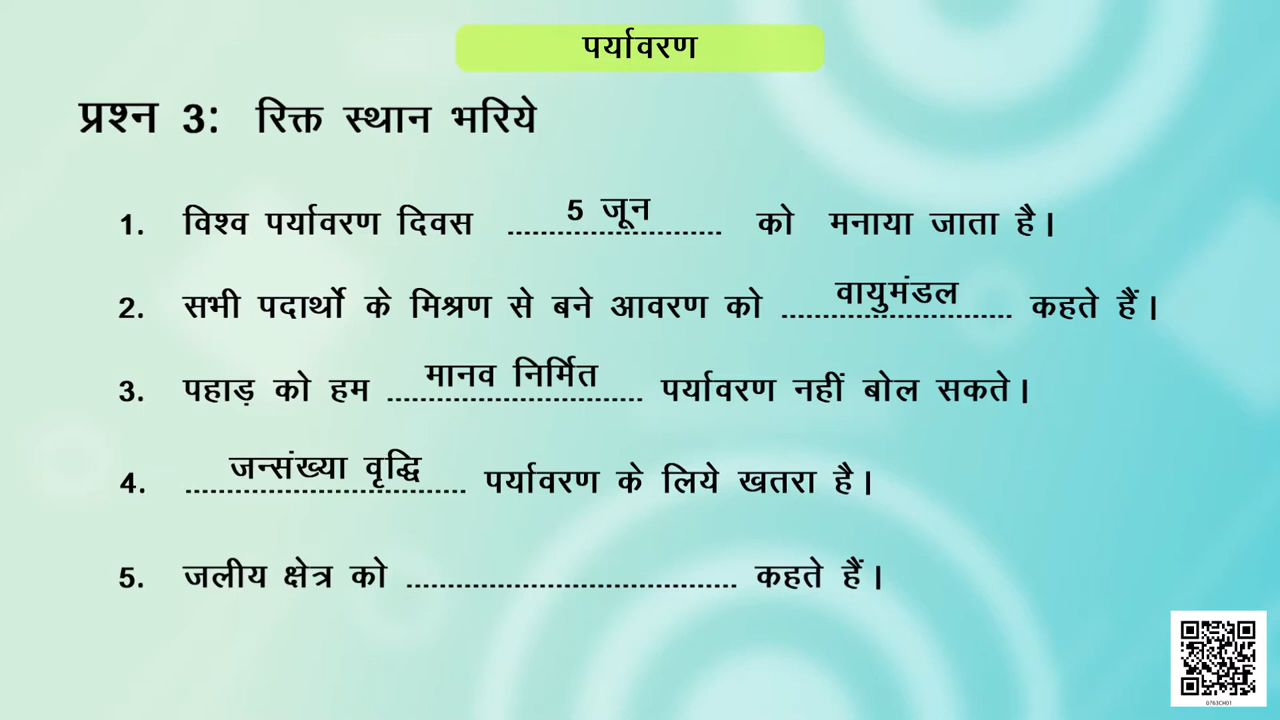 पर्यावरण
प्रश्न 3: रिक्त स्थान भरिये
1. विश्व पर्यावरण दिवस 5 जून को मनाया जाता है।
2. सभी पदार्थो के मिश्रण से बने आवरण को वायुमंडल कहते हैं।
3. पहाड़ को हम मानव निर्मित पर्यावरण नहीं बोल सकते।
4. जन्संख्या वृद्धि पर्यावरण के लिये खतरा है।
5. जलीय क्षेत्र को ........................................ कहते हैं।
0763CH01